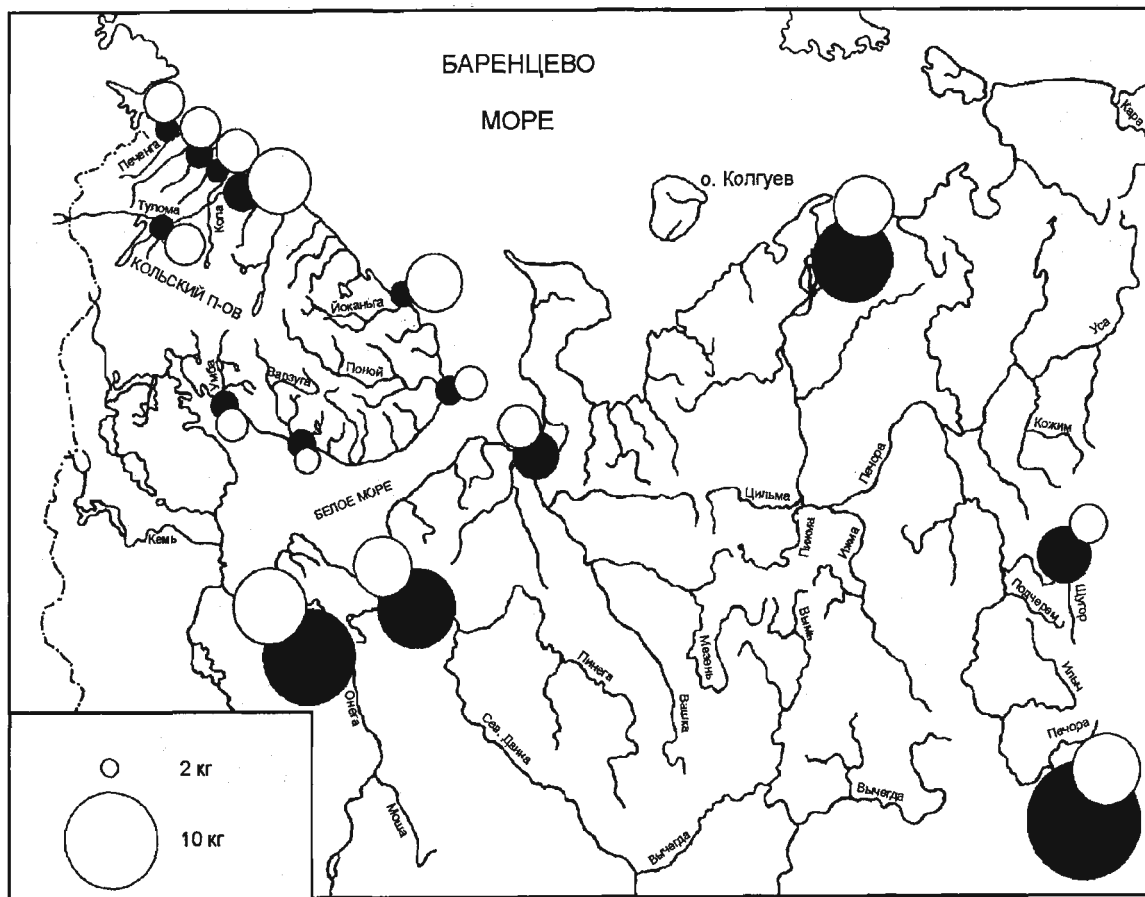 БАРЕНЦЕВО
МОРЕ
Кара
Печенга
о. Колгуев
Тулома
Кола
КОЛЬСКИЙ П-ОВ
Йоканьга
Уса
Умба
Варзуга
Поной
Кожим
Печора
БЕЛОЕ МОРЕ
Цильма
Кемь
Пижма
Ижма
Подчерем
Щугор
Вымь
Мезень
Пинега
Илыч
Онега
Вашка
Сев. Двина
Печора
2 кг
Вычегда
10 кг
Моша
Вычегда